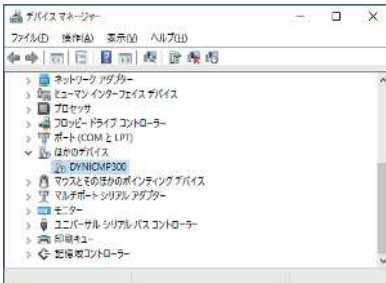 デバイス マネージャー
ファイル(F) 操作(A) 表示(V) ヘルプ(H)
ネットワーク アダプター
ヒューマン インターフェイス デバイス
プロセッサ
フロッピー ドライブ コントローラー
ポート (COM と LPT)
ほかのデバイス
DYNICMP300
マウスとそのほかのポインティング デバイス
マルチポート シリアル アダプター
モニター
ユニバーサル シリアル バス コントローラー
印刷キュー
記憶域コントローラー